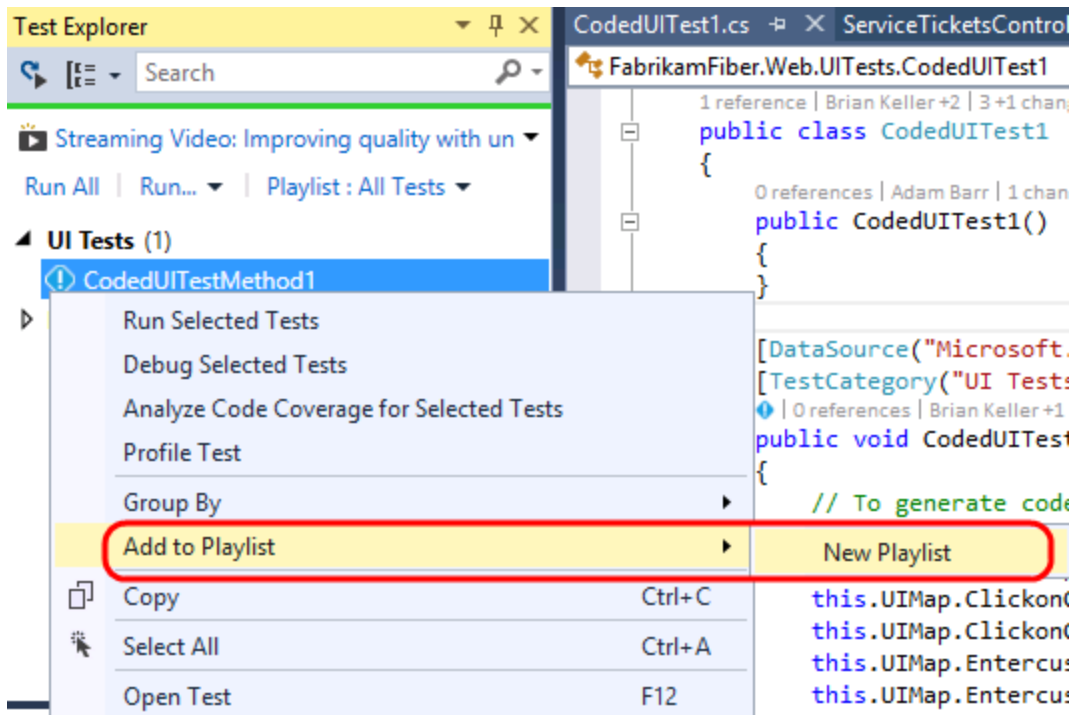 Test Explorer
Search
Streaming Video: Improving quality with un
Run All | Run... | Playlist : All Tests
UI Tests (1)
CodedUITestMethod1
Run Selected Tests
Debug Selected Tests
Analyze Code Coverage for Selected Tests
Profile Test
Group By
Add to Playlist
New Playlist
Copy Ctrl+C
Select All Ctrl+A
Open Test F12
CodedUITest1.cs ServiceTicketsControl
FabrikamFiber.Web.UITests.CodedUITest1
1 reference | Brian Keller +2 | 3 +1 chan
public class CodedUITest1
{
0 references | Adam Barr | 1 chan
public CodedUITest1()
{
}
[DataSource("Microsoft.
[TestCategory("UI Tests
| 0 references | Brian Keller +1
public void CodedUITest
{
// To generate code
this.UIMap.Clickon
this.UIMap.Clickon
this.UIMap.Entercus
this.UIMap.Entercus